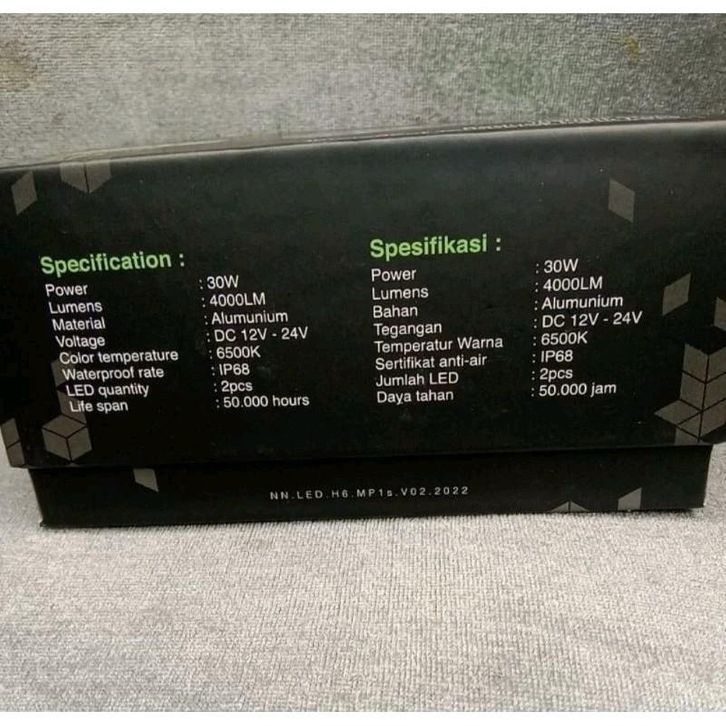 Specification :
Power : 30W
Lumens : 4000LM
Material : Alumunium
Voltage : DC 12V - 24V
Color temperature : 6500K
Waterproof rate : IP68
LED quantity : 2pcs
Life span : 50.000 hours
Spesifikasi :
Power : 30W
Lumens : 4000LM
Bahan : Alumunium
Tegangan : DC 12V - 24V
Temperatur Warna : 6500K
Sertifikat anti-air : IP68
Jumlah LED : 2pcs
Daya tahan : 50.000 jam
NN.LED.H6.MP1s.V02.2022